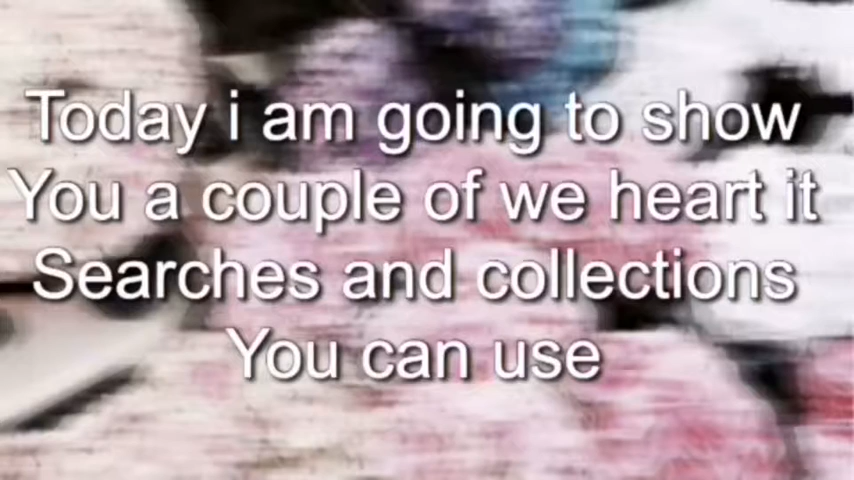 Today i am going to show
You a couple of we heart it
Searches and collections
You can use